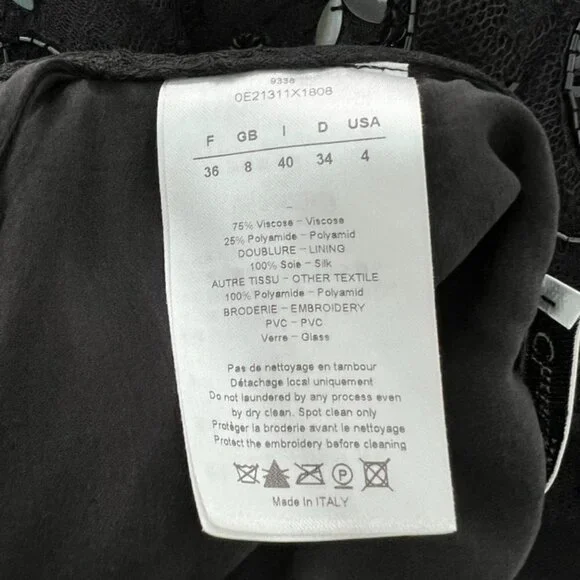 9338
0E21311X1808
F GB I D USA
36 8 40 34 4
75% Viscose - Viscose
25% Polyamide - Polyamid
DOUBLURE - LINING
100% Soie - Silk
AUTRE TISSU - OTHER TEXTILE
100% Polyamide - Polyamid
BRODERIE - EMBROIDERY
PVC - PVC
Verre - Glass
Pas de nettoyage en tambour
Détachage local uniquement
Do not laundered by any process even
by dry clean. Spot clean only
Protéger la broderie avant le nettoyage
Protect the embroidery before cleaning
P
Made in ITALY